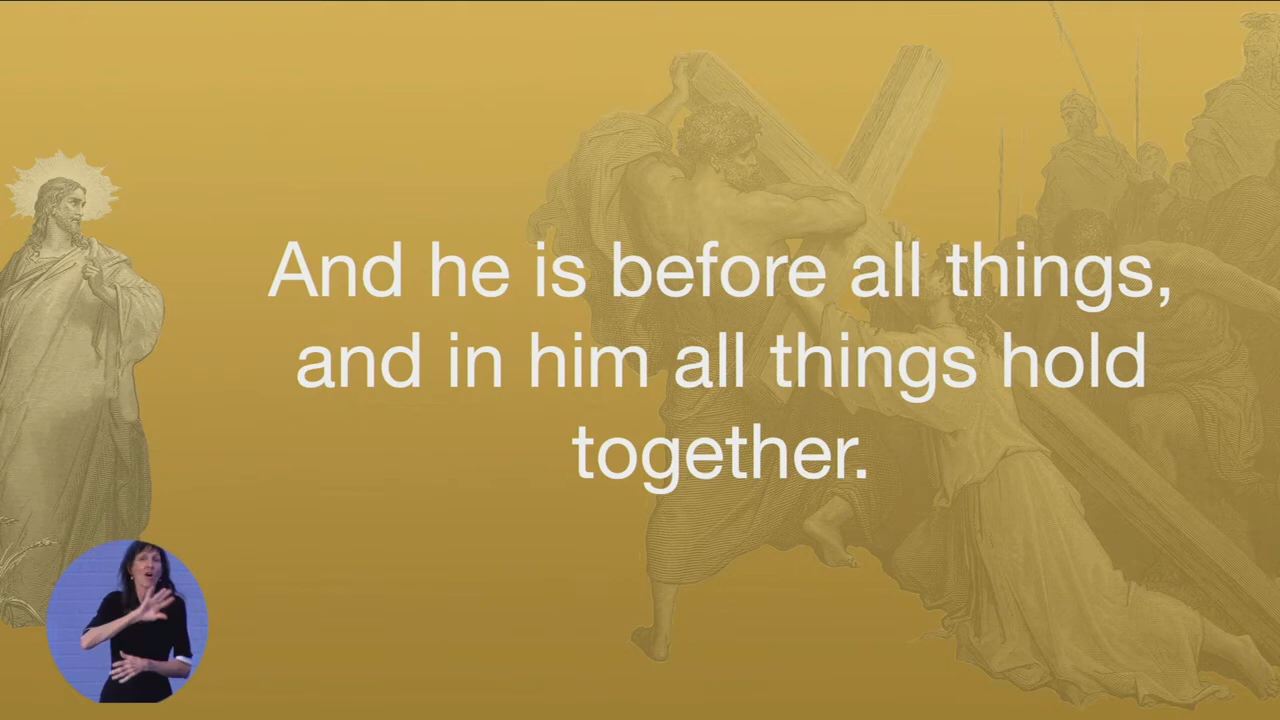 And he is before all things,
and in him all things hold
together.